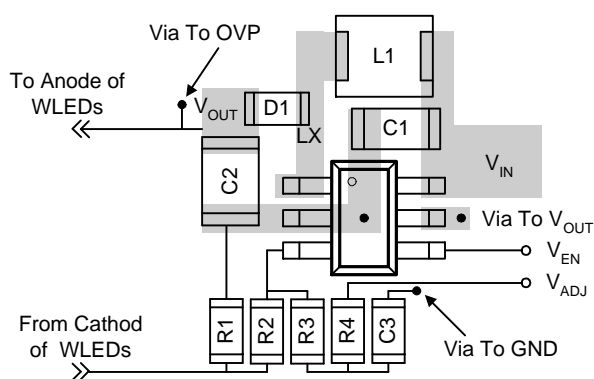 Via To OVP
L1
To Anode of
WLEDs
VOUT
D1
LX
C1
C2
VIN
Via To VOUT
VEN
VADJ
R1
R2
R3
R4
C3
From Cathod
of WLEDs
Via To GND